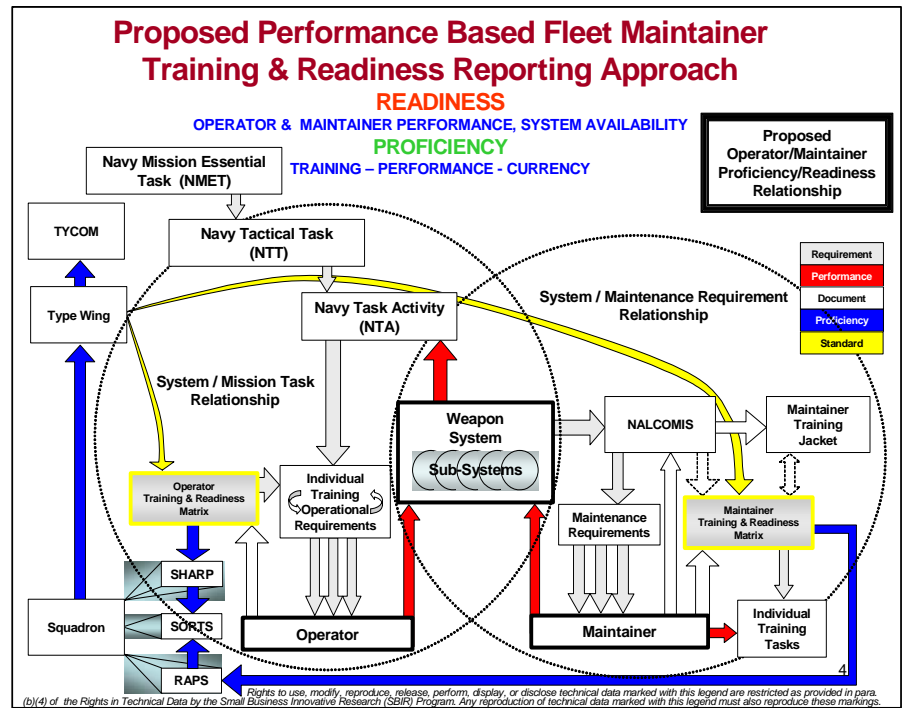 Proposed Performance Based Fleet Maintainer
Training & Readiness Reporting Approach
READINESS
OPERATOR & MAINTAINER PERFORMANCE, SYSTEM AVAILABILITY
PROFICIENCY
TRAINING – PERFORMANCE - CURRENCY
Proposed
Operator/Maintainer
Proficiency/Readiness
Relationship
Navy Mission Essential
Task (NMET)
TYCOM
Navy Tactical Task
(NTT)
Type Wing
Navy Task Activity
(NTA)
System / Maintenance Requirement
Relationship
Requirement
Performance
Document
Proficiency
Standard
System / Mission Task
Relationship
Weapon
System
Sub-Systems
NALCOMIS
Maintainer
Training
Jacket
Operator
Training & Readiness
Matrix
Individual
Training
Operational
Requirements
Maintenance
Requirements
Maintainer
Training & Readiness
Matrix
SHARP
Squadron
SORTS
Operator
Maintainer
Individual
Training
Tasks
RAPS
4
Rights to use, modify, reproduce, release, perform, display, or disclose technical data marked with this legend are restricted as provided in para.
(b)(4) of the Rights in Technical Data by the Small Business Innovative Research (SBIR) Program. Any reproduction of technical data marked with this legend must also reproduce these markings.